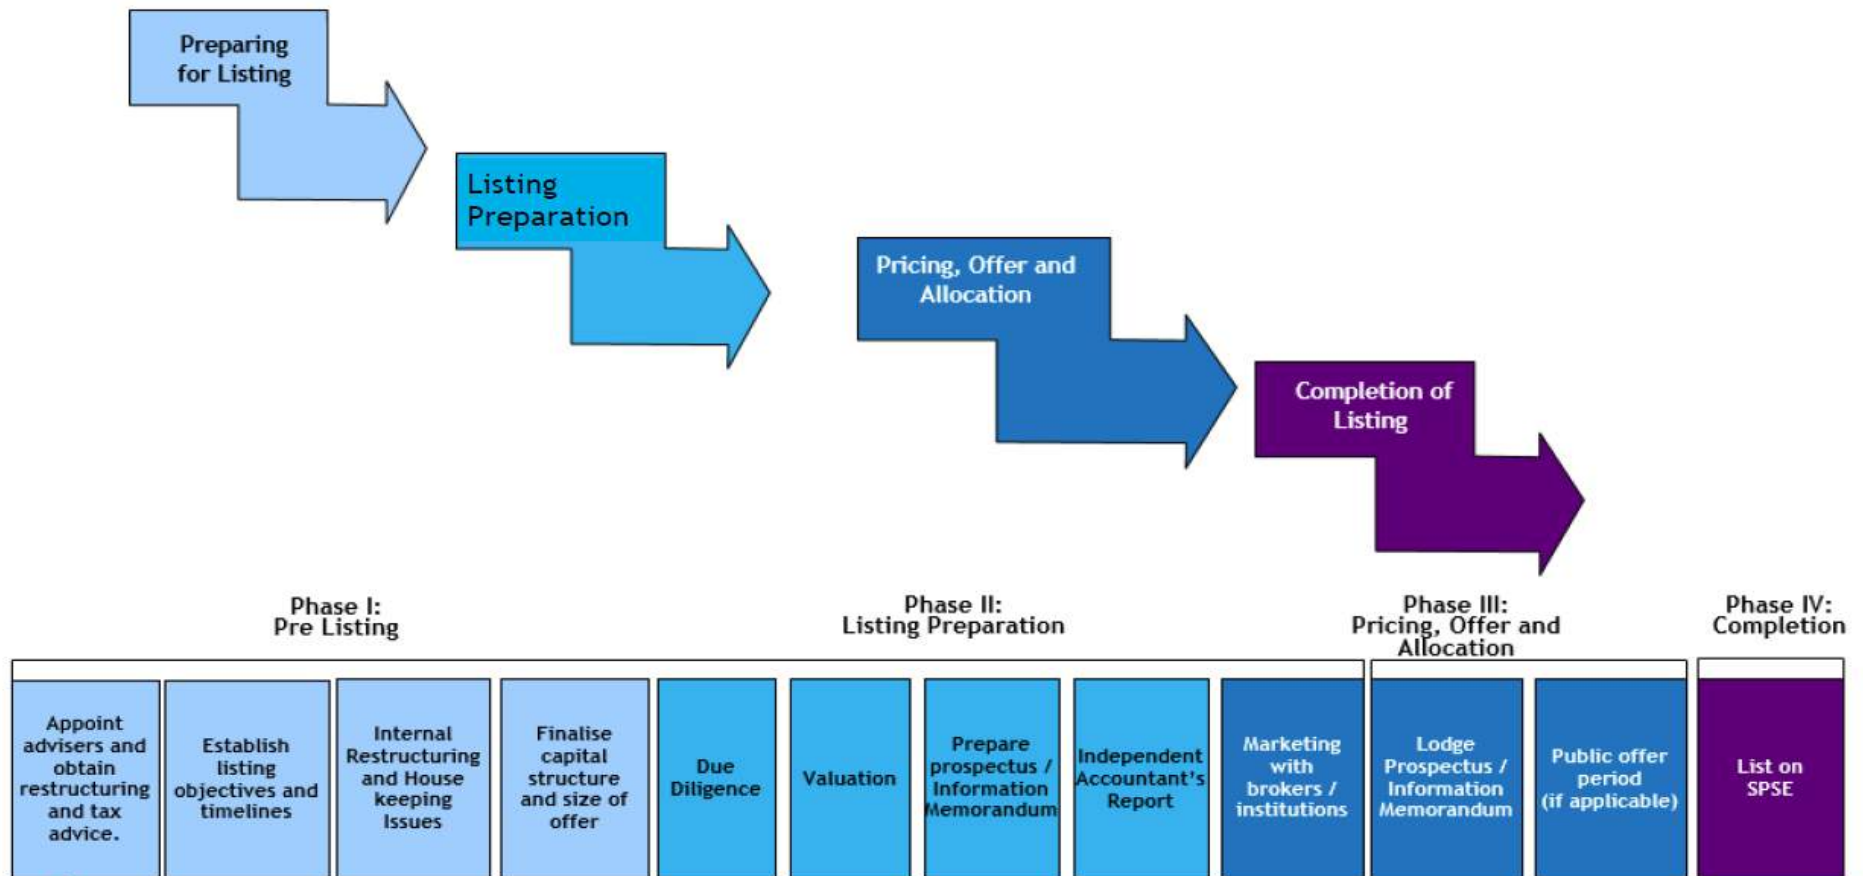 Preparing
for Listing
Listing
Preparation
Pricing, Offer and
Allocation
Completion of
Listing
Phase I:
Pre Listing
Phase II:
Listing Preparation
Phase III:
Pricing, Offer and
Allocation
Phase IV:
Completion
Appoint
advisers and
obtain
restructuring
and tax
advice.
Establish
listing
objectives and
timelines
Internal
Restructuring
and House
keeping
Issues
Finalise
capital
structure
and size of
offer
Due
Diligence
Valuation
Prepare
prospectus /
Information
Memorandum
Independent
Accountant's
Report
Marketing
with
brokers /
institutions
Lodge
Prospectus /
Information
Memorandum
Public offer
period
(if applicable)
List on
SPSE